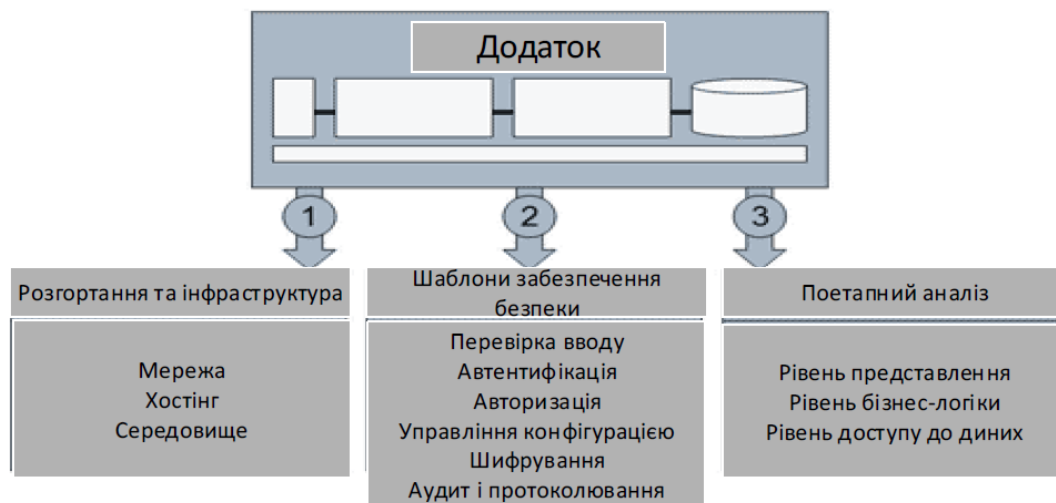 Додаток
1
2
3
Розгортання та інфраструктура
Мережа
Хостінг
Середовище
Шаблони забезпечення
безпеки
Перевірка вводу
Автентифікація
Авторизація
Управління конфігурацією
Шифрування
Аудит і протоколювання
Поетапний аналіз
Рівень представлення
Рівень бізнес-логіки
Рівень доступу до диних